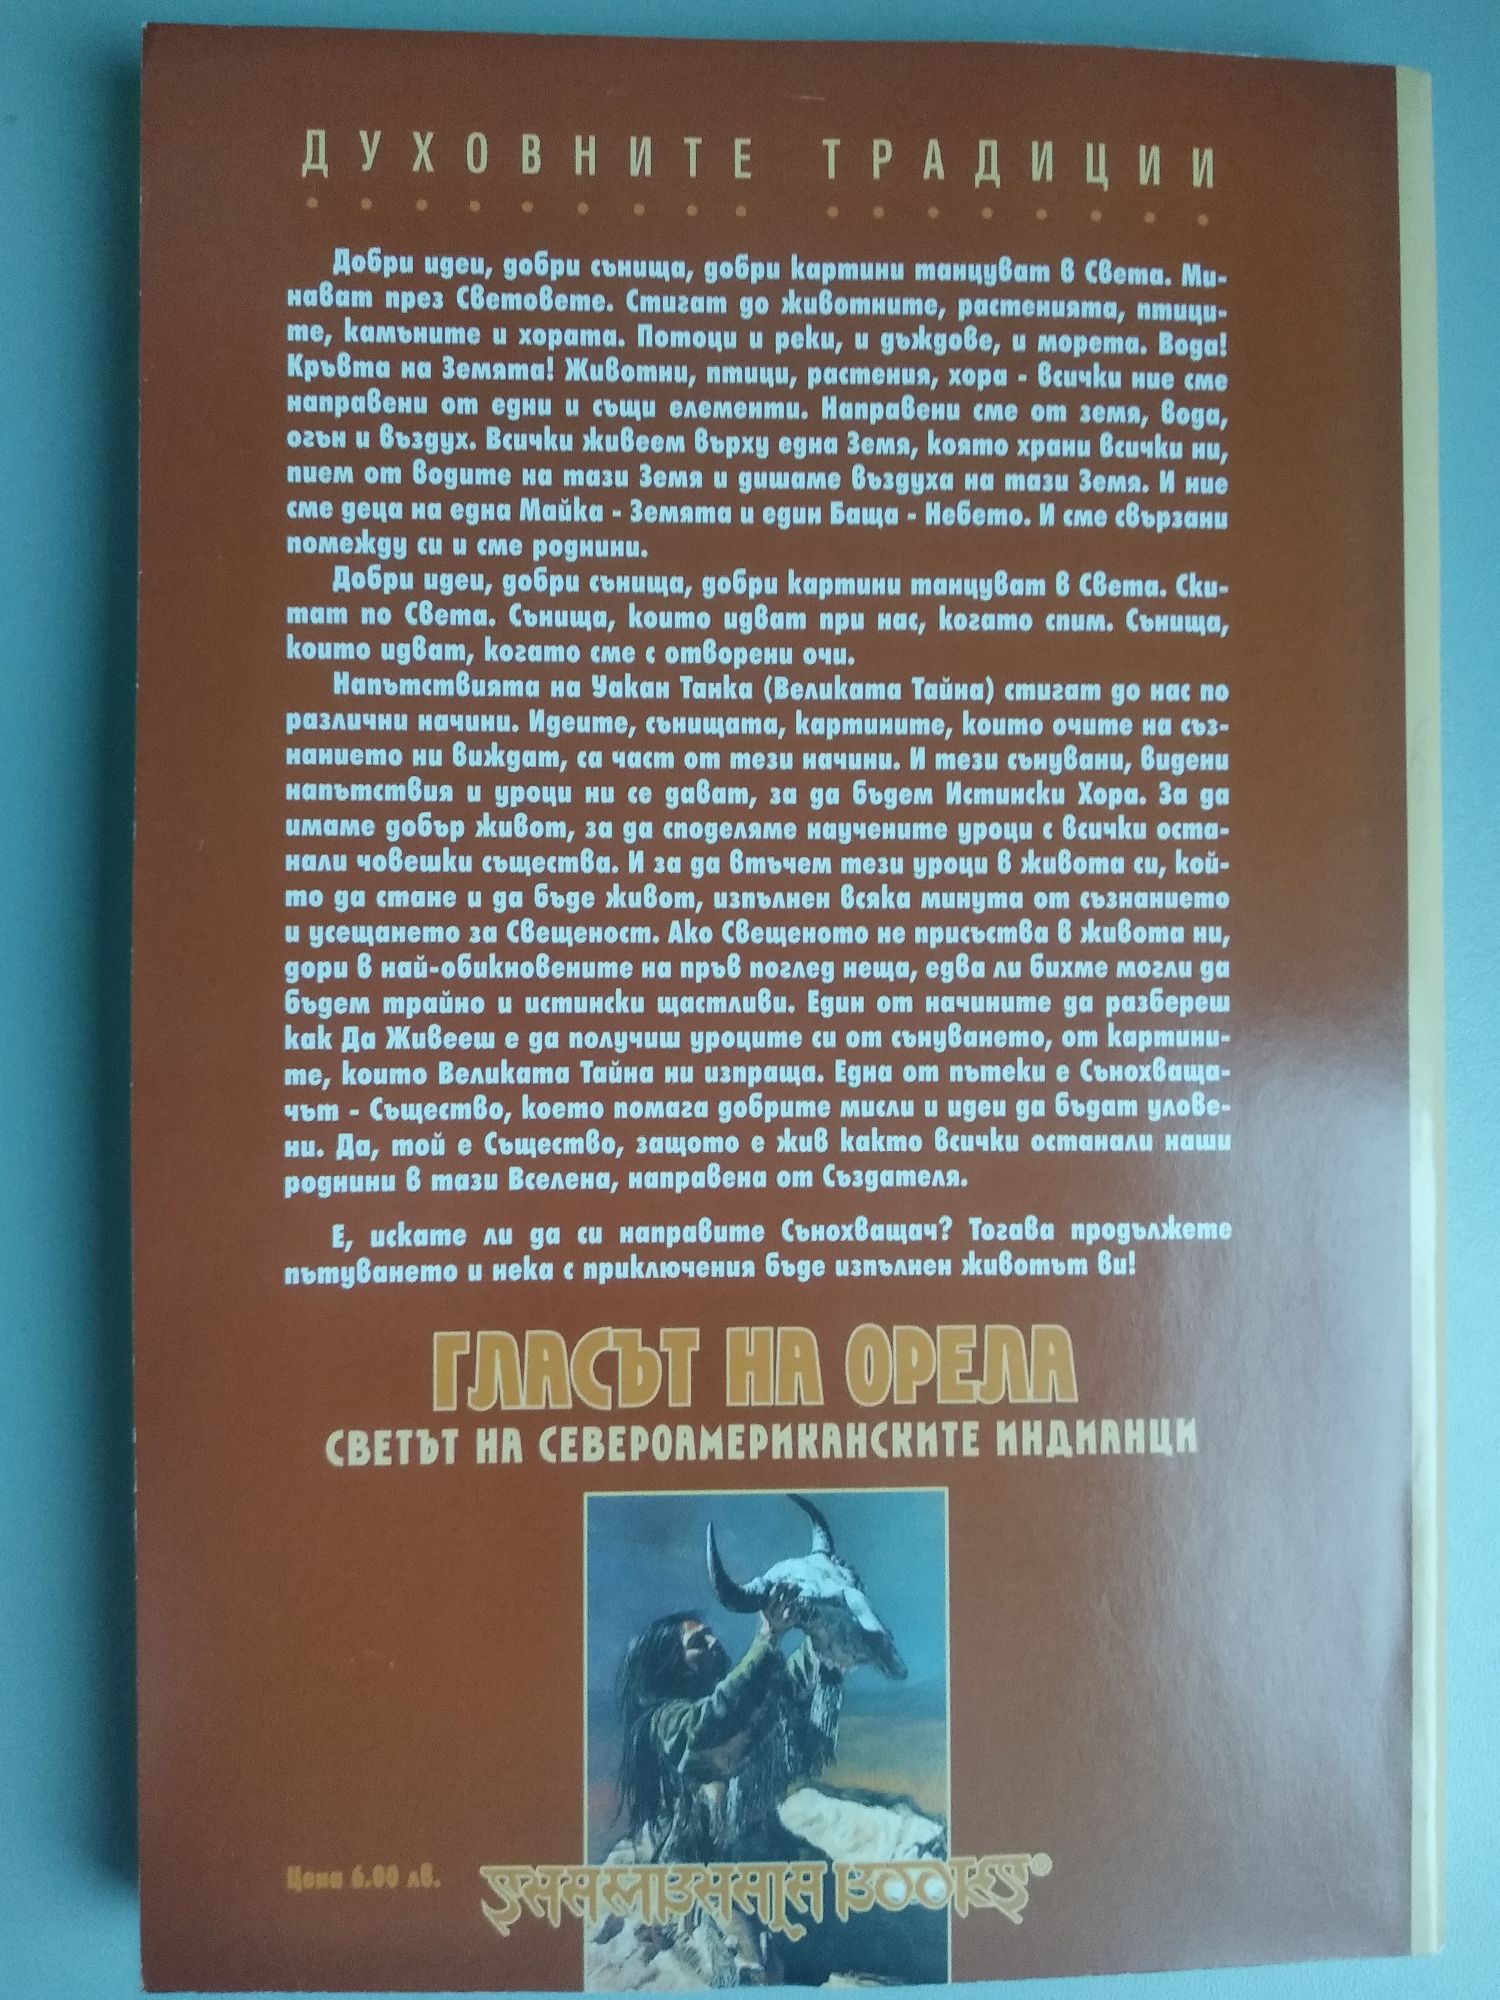 ДУХОВНИТЕ ТРАДИЦИИ
Добри идеи, добри сънища, добри картини танцуват в Света. Ми-
нават през Световете. Стигат до животните, растенията, птици-
те, камъните и хората. Потоци и реки, и дъждове, и морета. Вода!
Кръвта на Земята! Животни, птици, растения, хора - всички ние сме
направени от едни и същи елементи. Направени сме от земя, вода,
огън и въздух. Всички живеем върху една Земя, която храни всички ни,
пием от водите на тази Земя и дишаме въздуха на тази Земя. И ние
сме деца на една Майка - Земята и един Баща - Небето. И сме свързани
помежду си и сме роднини.
Добри идеи, добри сънища, добри картини танцуват в Света. Ски-
тат по Света. Сънища, които идват при нас, когато спим. Сънища,
които идват, когато сме с отворени очи.
Напътствията на Уакан Танка (Великата Тайна) стигат до нас по
различни начини. Идеите, сънищата, картините, които очите на съз-
нанието ни виждат, са част от тези начини. И тези сънувани, видени
напътствия и уроци ни се дават, за да бъдем Истински Хора. За да
имаме добър живот, за да споделяме научените уроци с всички оста-
нали човешки същества. И за да втъчем тези уроци в живота си, кой-
то да стане и да бъде живот, изпълнен всяка минута от съзнанието
и усещането за Свещеност. Ако Свещеното не присъства в живота ни,
дори в най-обикновените на пръв поглед неща, едва ли бихме могли да
бъдем трайно и истински щастливи. Един от начините да разбереш
как Да Живееш е да получиш уроците си от сънуването, от картини-
те, които Великата Тайна ни изпраща. Една от пътеки е Сънохваща-
чът - Същество, което помага добрите мисли и идеи да бъдат улове-
ни. Да, той е Същество, защото е жив както всички останали наши
роднини в тази Вселена, направена от Създателя.
Е, искате ли да си направите Сънохващач? Тогава продължете
пътуването и нека с приключения бъде изпълнен животът ви!
ГЛАСЪТ НА ОРЕЛА
СВЕТЪТ НА СЕВЕРОАМЕРИКАНСКИТЕ ИНДИАНЦИ
Цена 6.00 лв.
BOOKS®